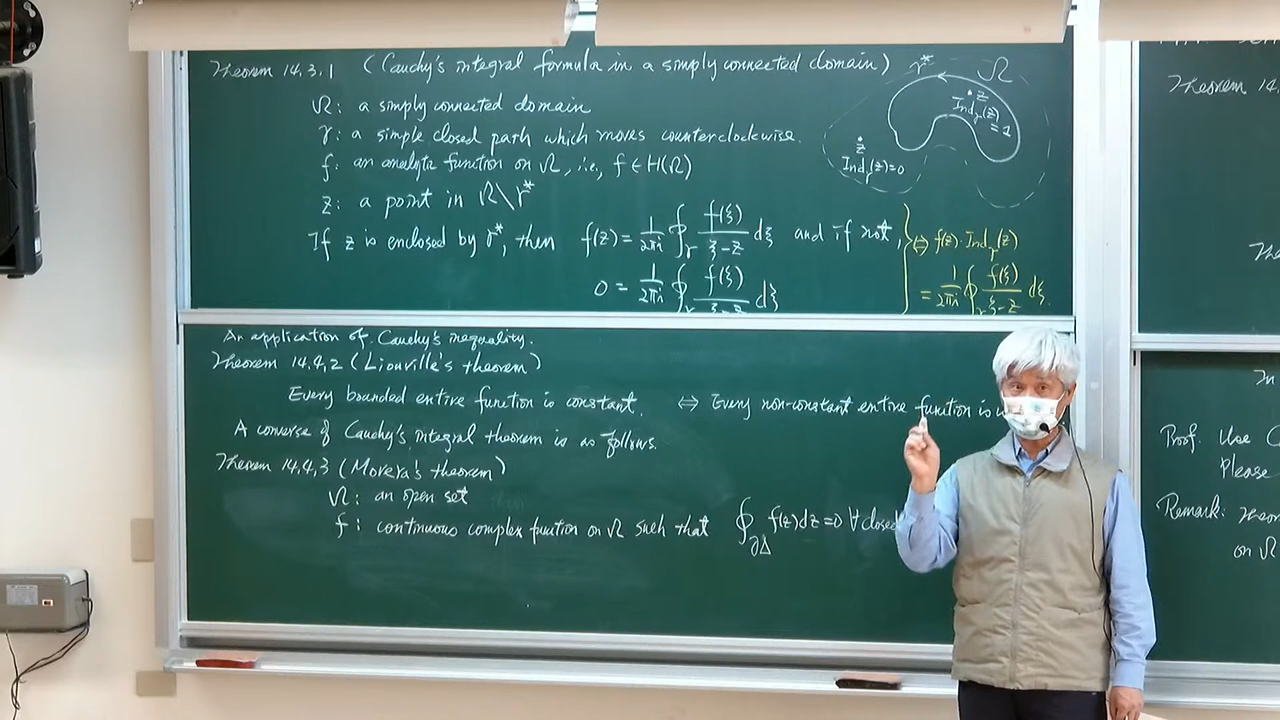 Theorem 14.3.1 (Cauchy's integral formula in a simply connected domain)
Ω: a simply connected domain
γ: a simple closed path which moves counterclockwise.
f: an analytic function on Ω, i.e., f ∈ H(Ω)
z: a point in Ω\γ*
If z is enclosed by γ*, then f(z) = 1/2πi ∮γ f(ξ)/(ξ-z) dξ and if not,
0 = 1/2πi ∮γ f(ξ)/(ξ-z) dξ
⇔ f(z)·Indγ(z)
= 1/2πi ∮γ f(ξ)/(ξ-z) dξ.
γ* Ω
z
Indγ(z)
= 1
z
Indγ(z)=0
An application of Cauchy's inequality.
Theorem 14.4.2 (Liouville's theorem)
Every bounded entire function is constant. ⇔ Every non-constant entire function is
A converse of Cauchy's integral theorem is as follows.
Theorem 14.4.3 (Morera's theorem)
Ω: an open set
f: continuous complex function on Ω such that ∮∂Δ f(z)dz = 0 ∀ closed
Theorem 14.
In
Proof. Use
Please
Remark:
on Ω